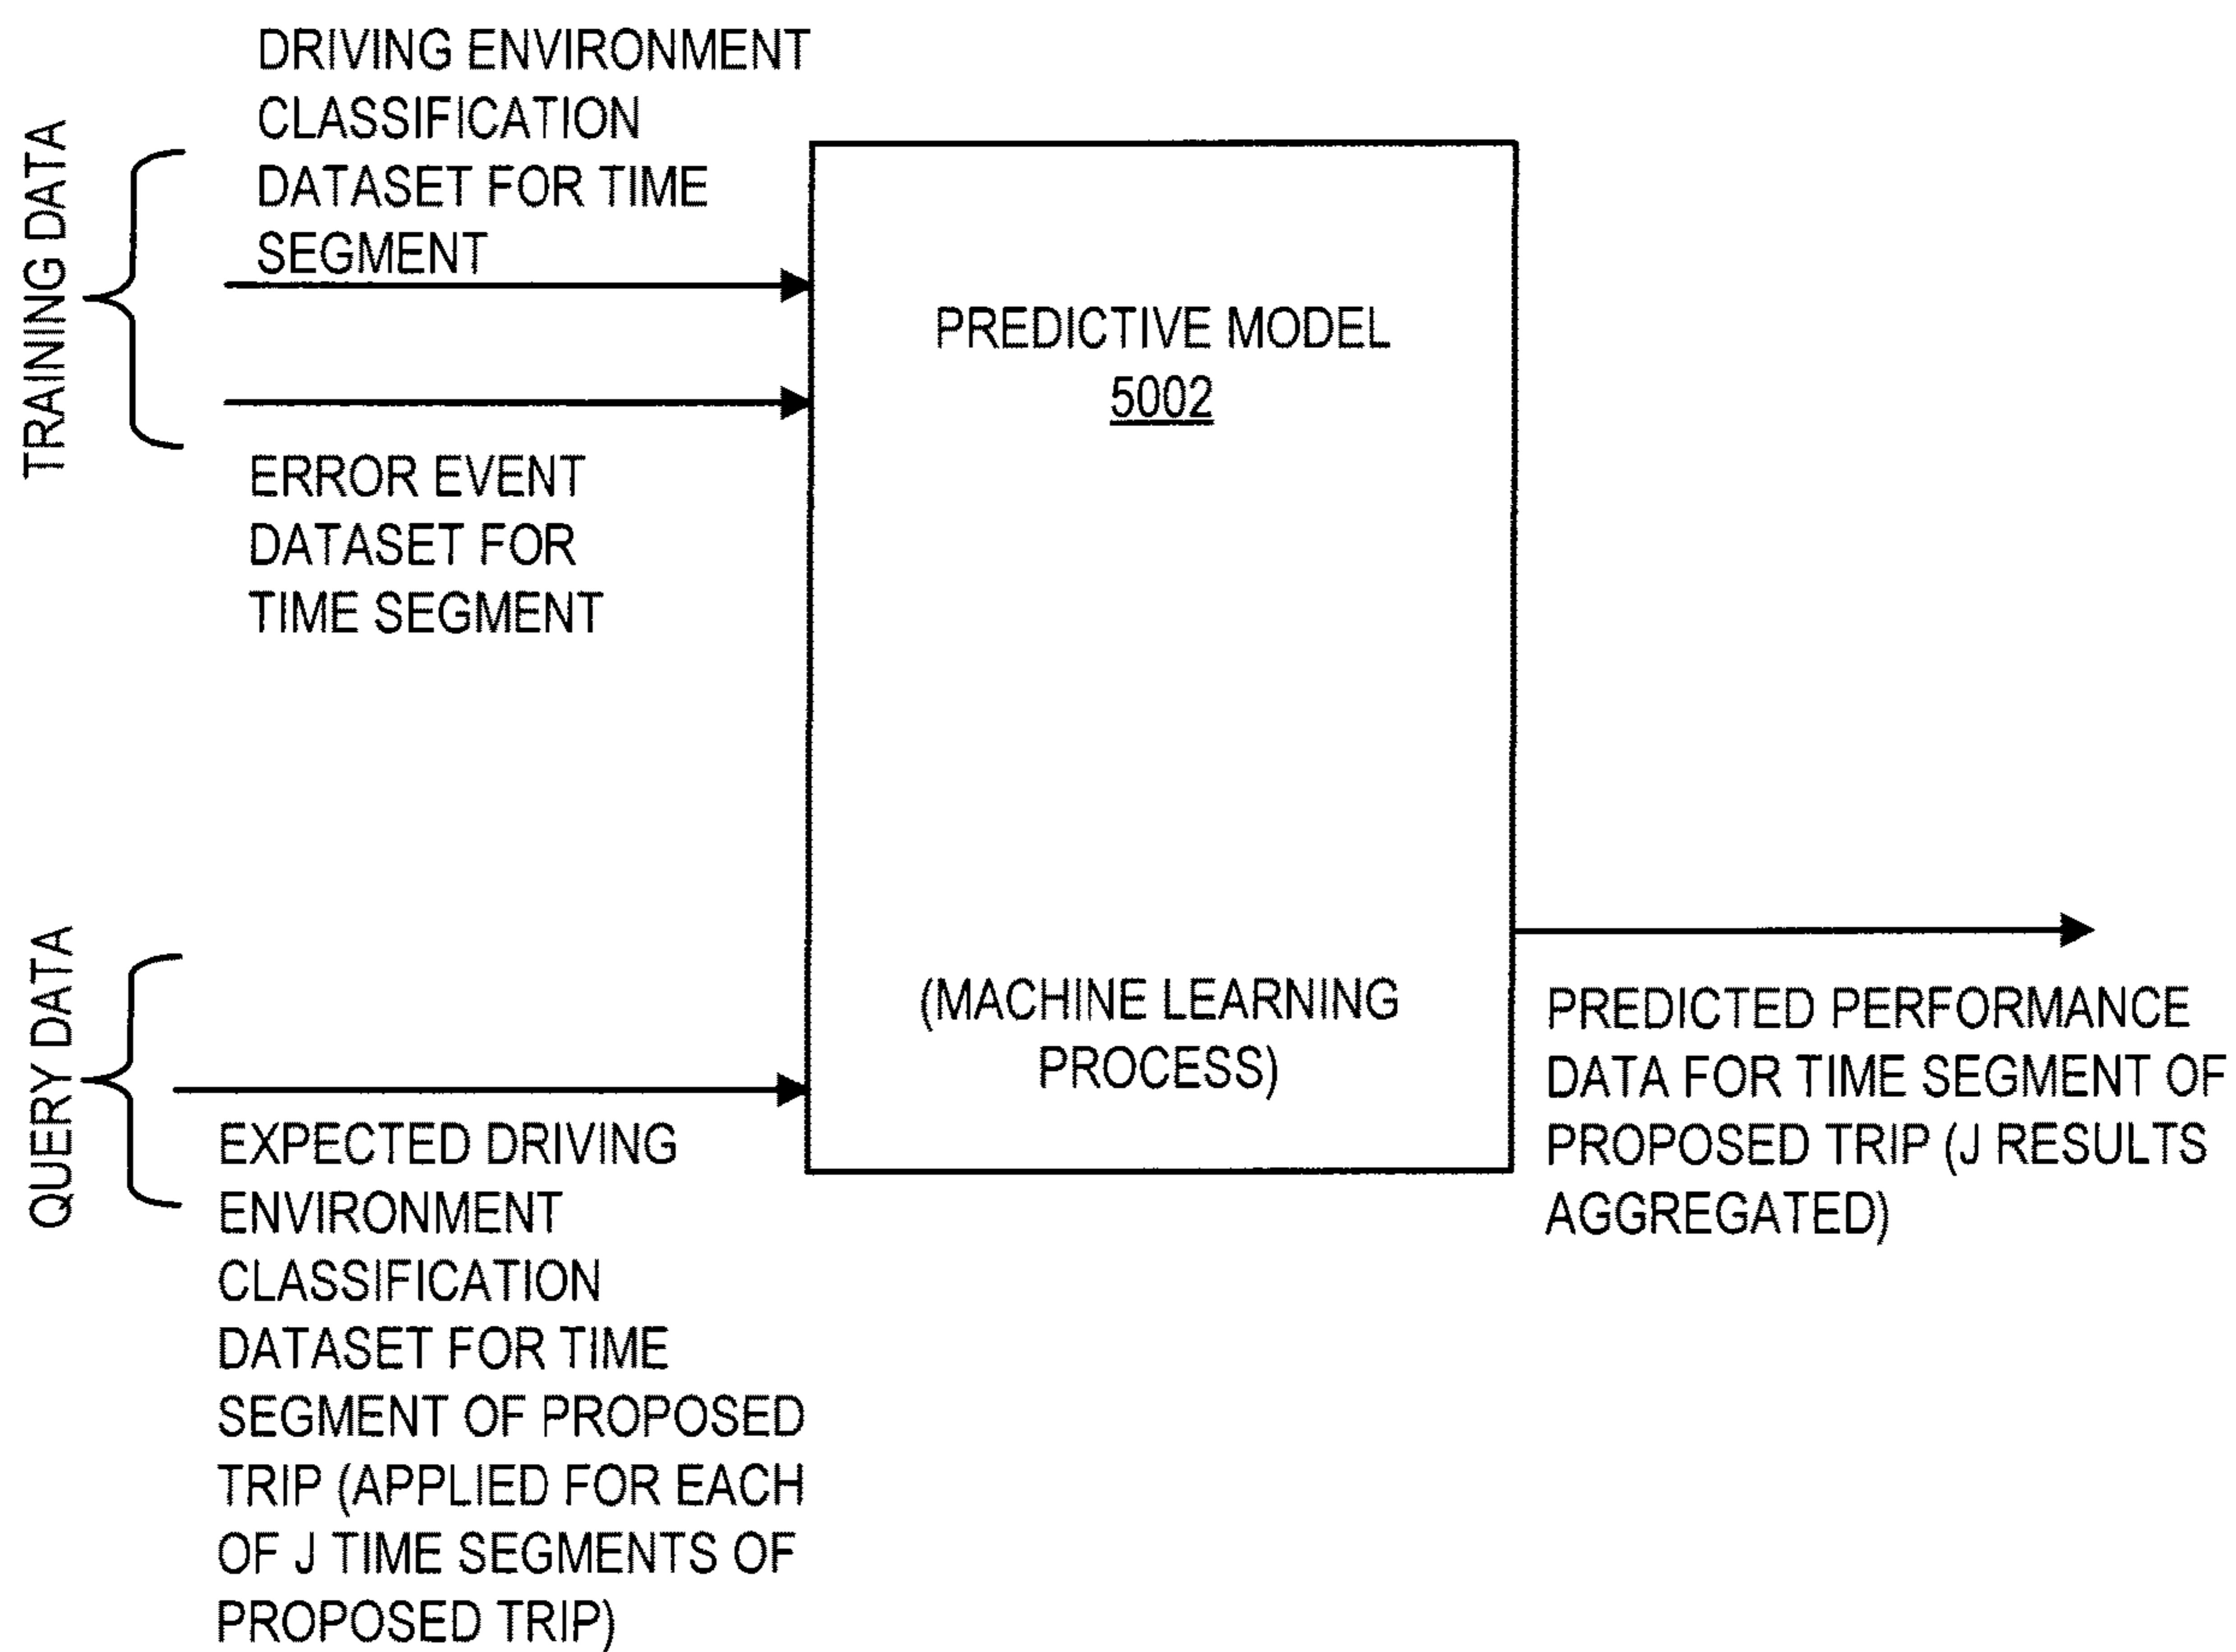 TRAINING DATA
DRIVING ENVIRONMENT
CLASSIFICATION
DATASET FOR TIME
SEGMENT
ERROR EVENT
DATASET FOR
TIME SEGMENT
PREDICTIVE MODEL
5002
(MACHINE LEARNING
PROCESS)
QUERY DATA
EXPECTED DRIVING
ENVIRONMENT
CLASSIFICATION
DATASET FOR TIME
SEGMENT OF PROPOSED
TRIP (APPLIED FOR EACH
OF J TIME SEGMENTS OF
PROPOSED TRIP)
PREDICTED PERFORMANCE
DATA FOR TIME SEGMENT OF
PROPOSED TRIP (J RESULTS
AGGREGATED)